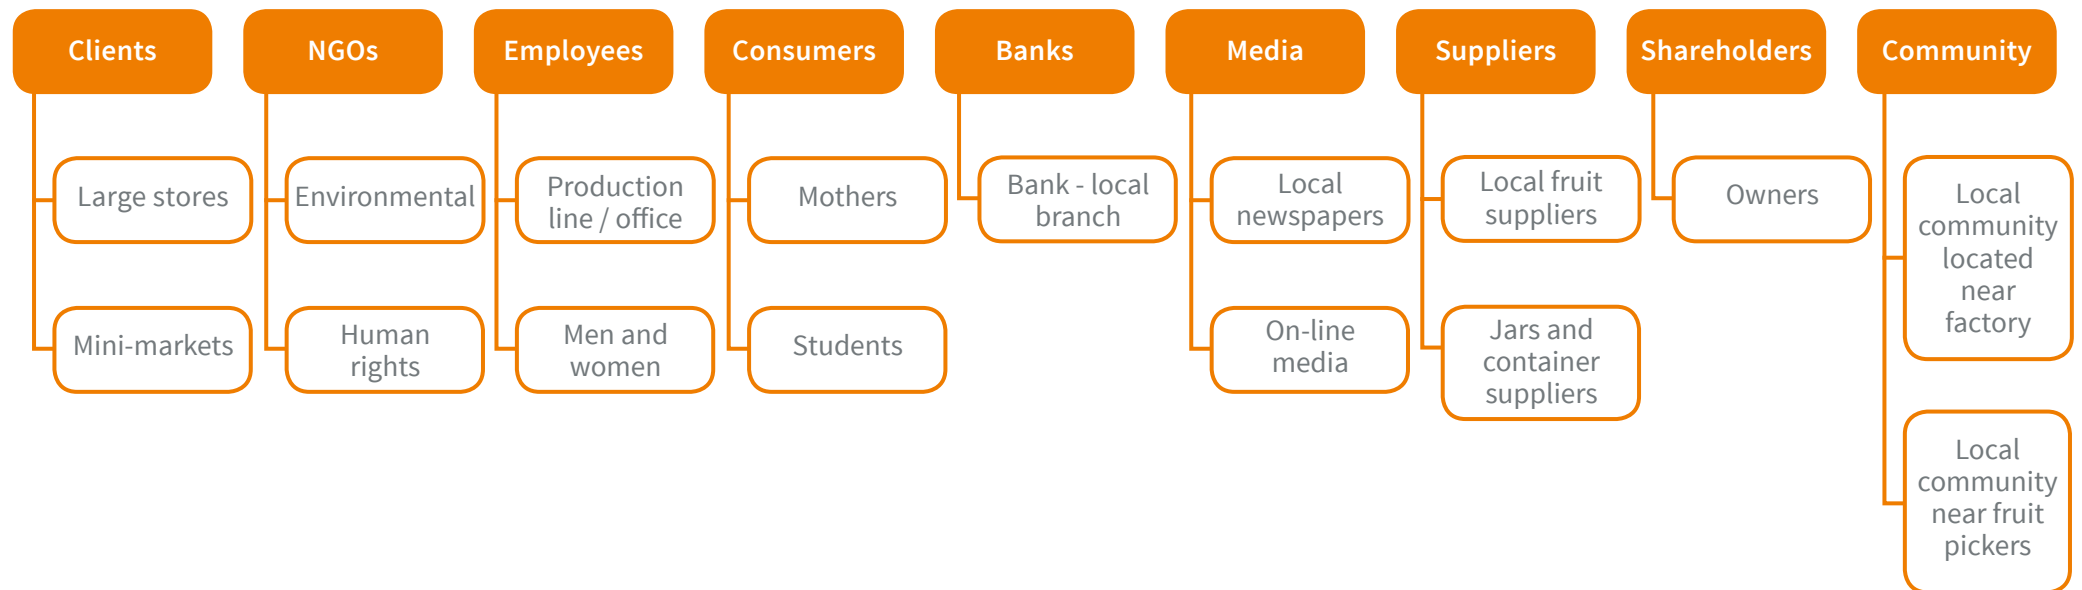 Clients
NGOs
Employees
Consumers
Banks
Media
Suppliers
Shareholders
Community
Large stores
Mini-markets
Environmental
Human
rights
Production
line / office
Men and
women
Mothers
Students
Bank - local
branch
Local
newspapers
On-line
media
Local fruit
suppliers
Jars and
container
suppliers
Owners
Local
community
located
near
factory
Local
community
near fruit
pickers